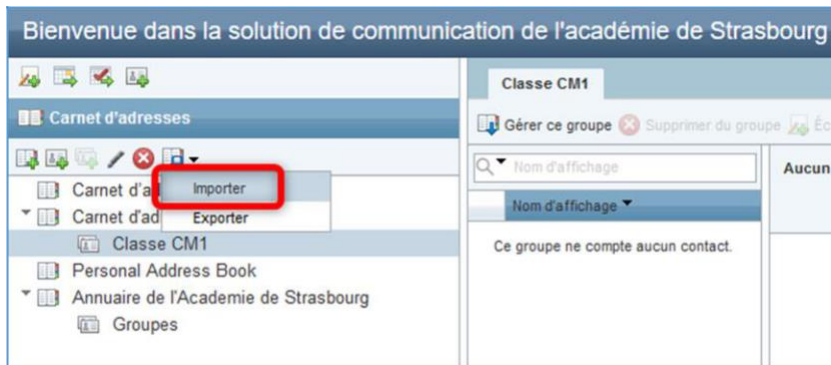 Bienvenue dans la solution de communication de l'académie de Strasbourg
Carnet d'adresses
Carnet d'a
Importer
Carnet d'ad
Exporter
Classe CM1
Personal Address Book
Annuaire de l'Academie de Strasbourg
Groupes
Classe CM1
Gérer ce groupe
Supprimer du groupe
Éc
Nom d'affichage
Aucun
Nom d'affichage
Ce groupe ne compte aucun contact.